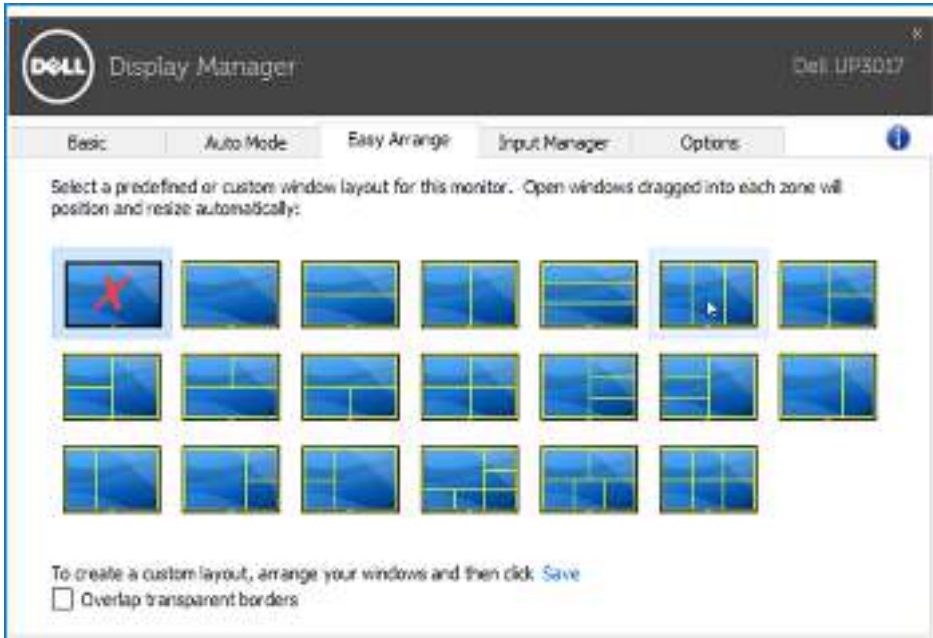 DELL
Display Manager
Dell UP3017
Basic
Auto Mode
Easy Arrange
Input Manager
Options
Select a predefined or custom window layout for this monitor. Open windows dragged into each zone will
position and resize automatically:
To create a custom layout, arrange your windows and then click Save
Overlap transparent borders